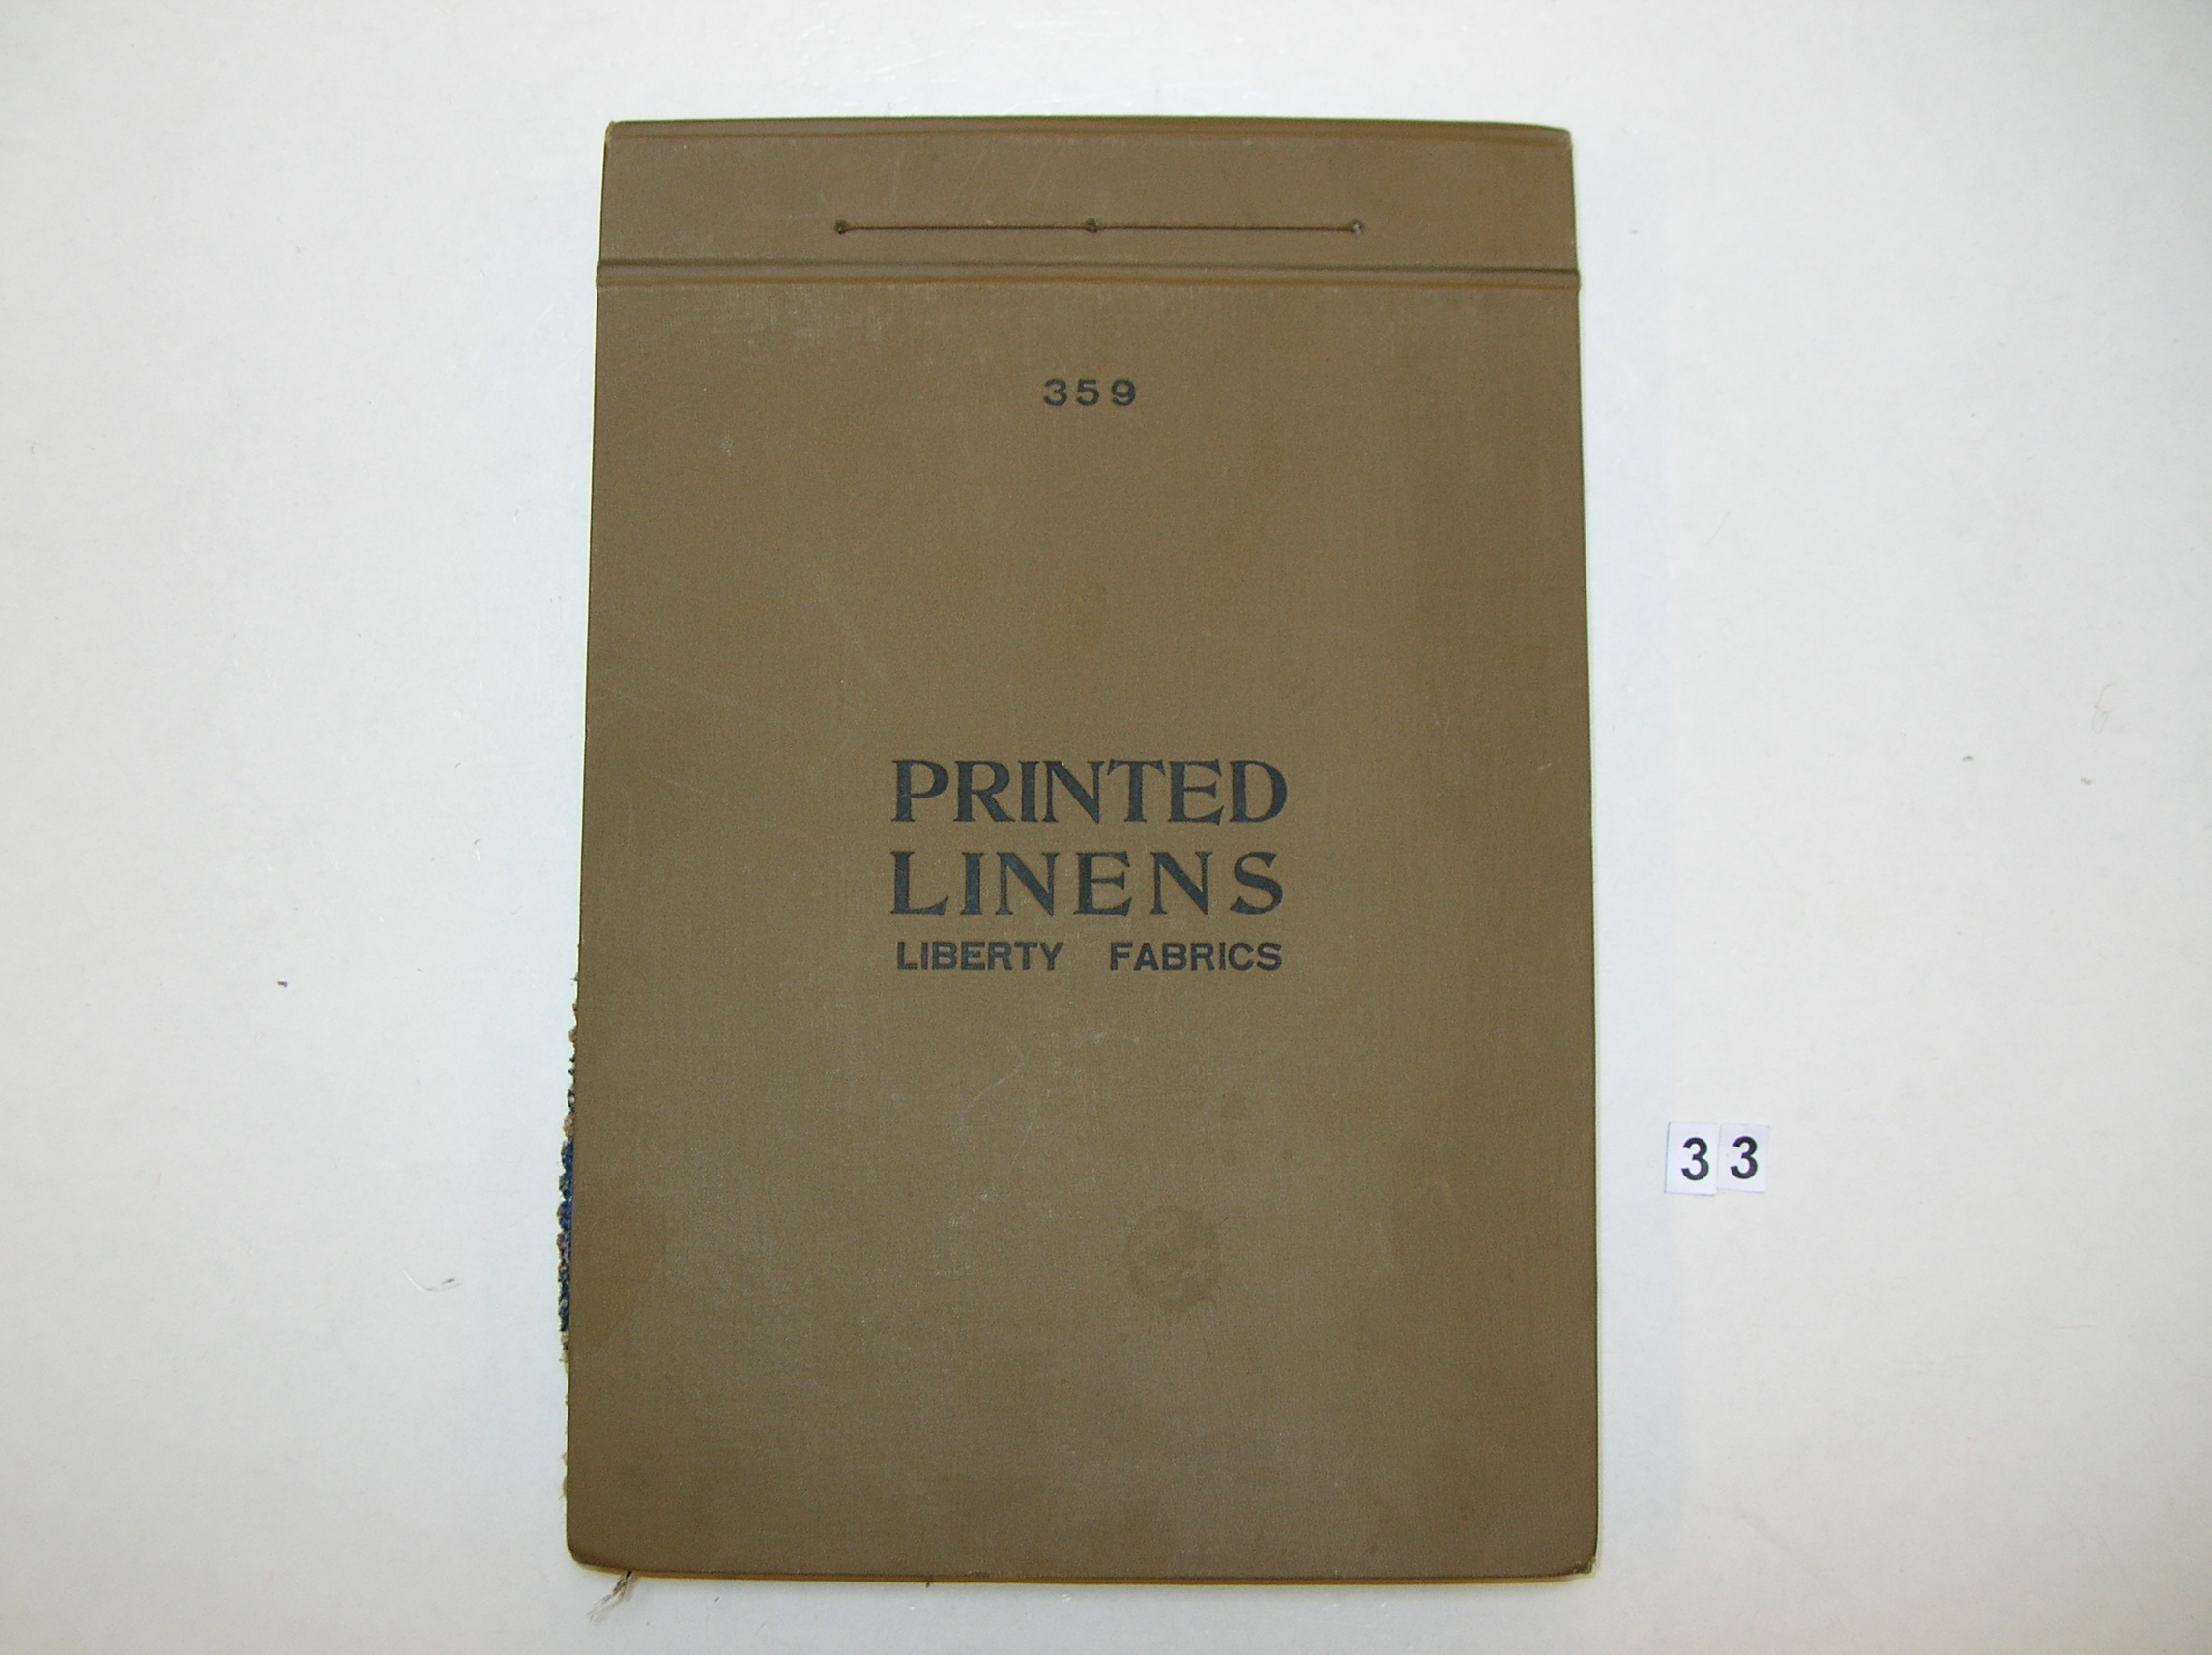 359
PRINTED
LINENS
LIBERTY FABRICS
33